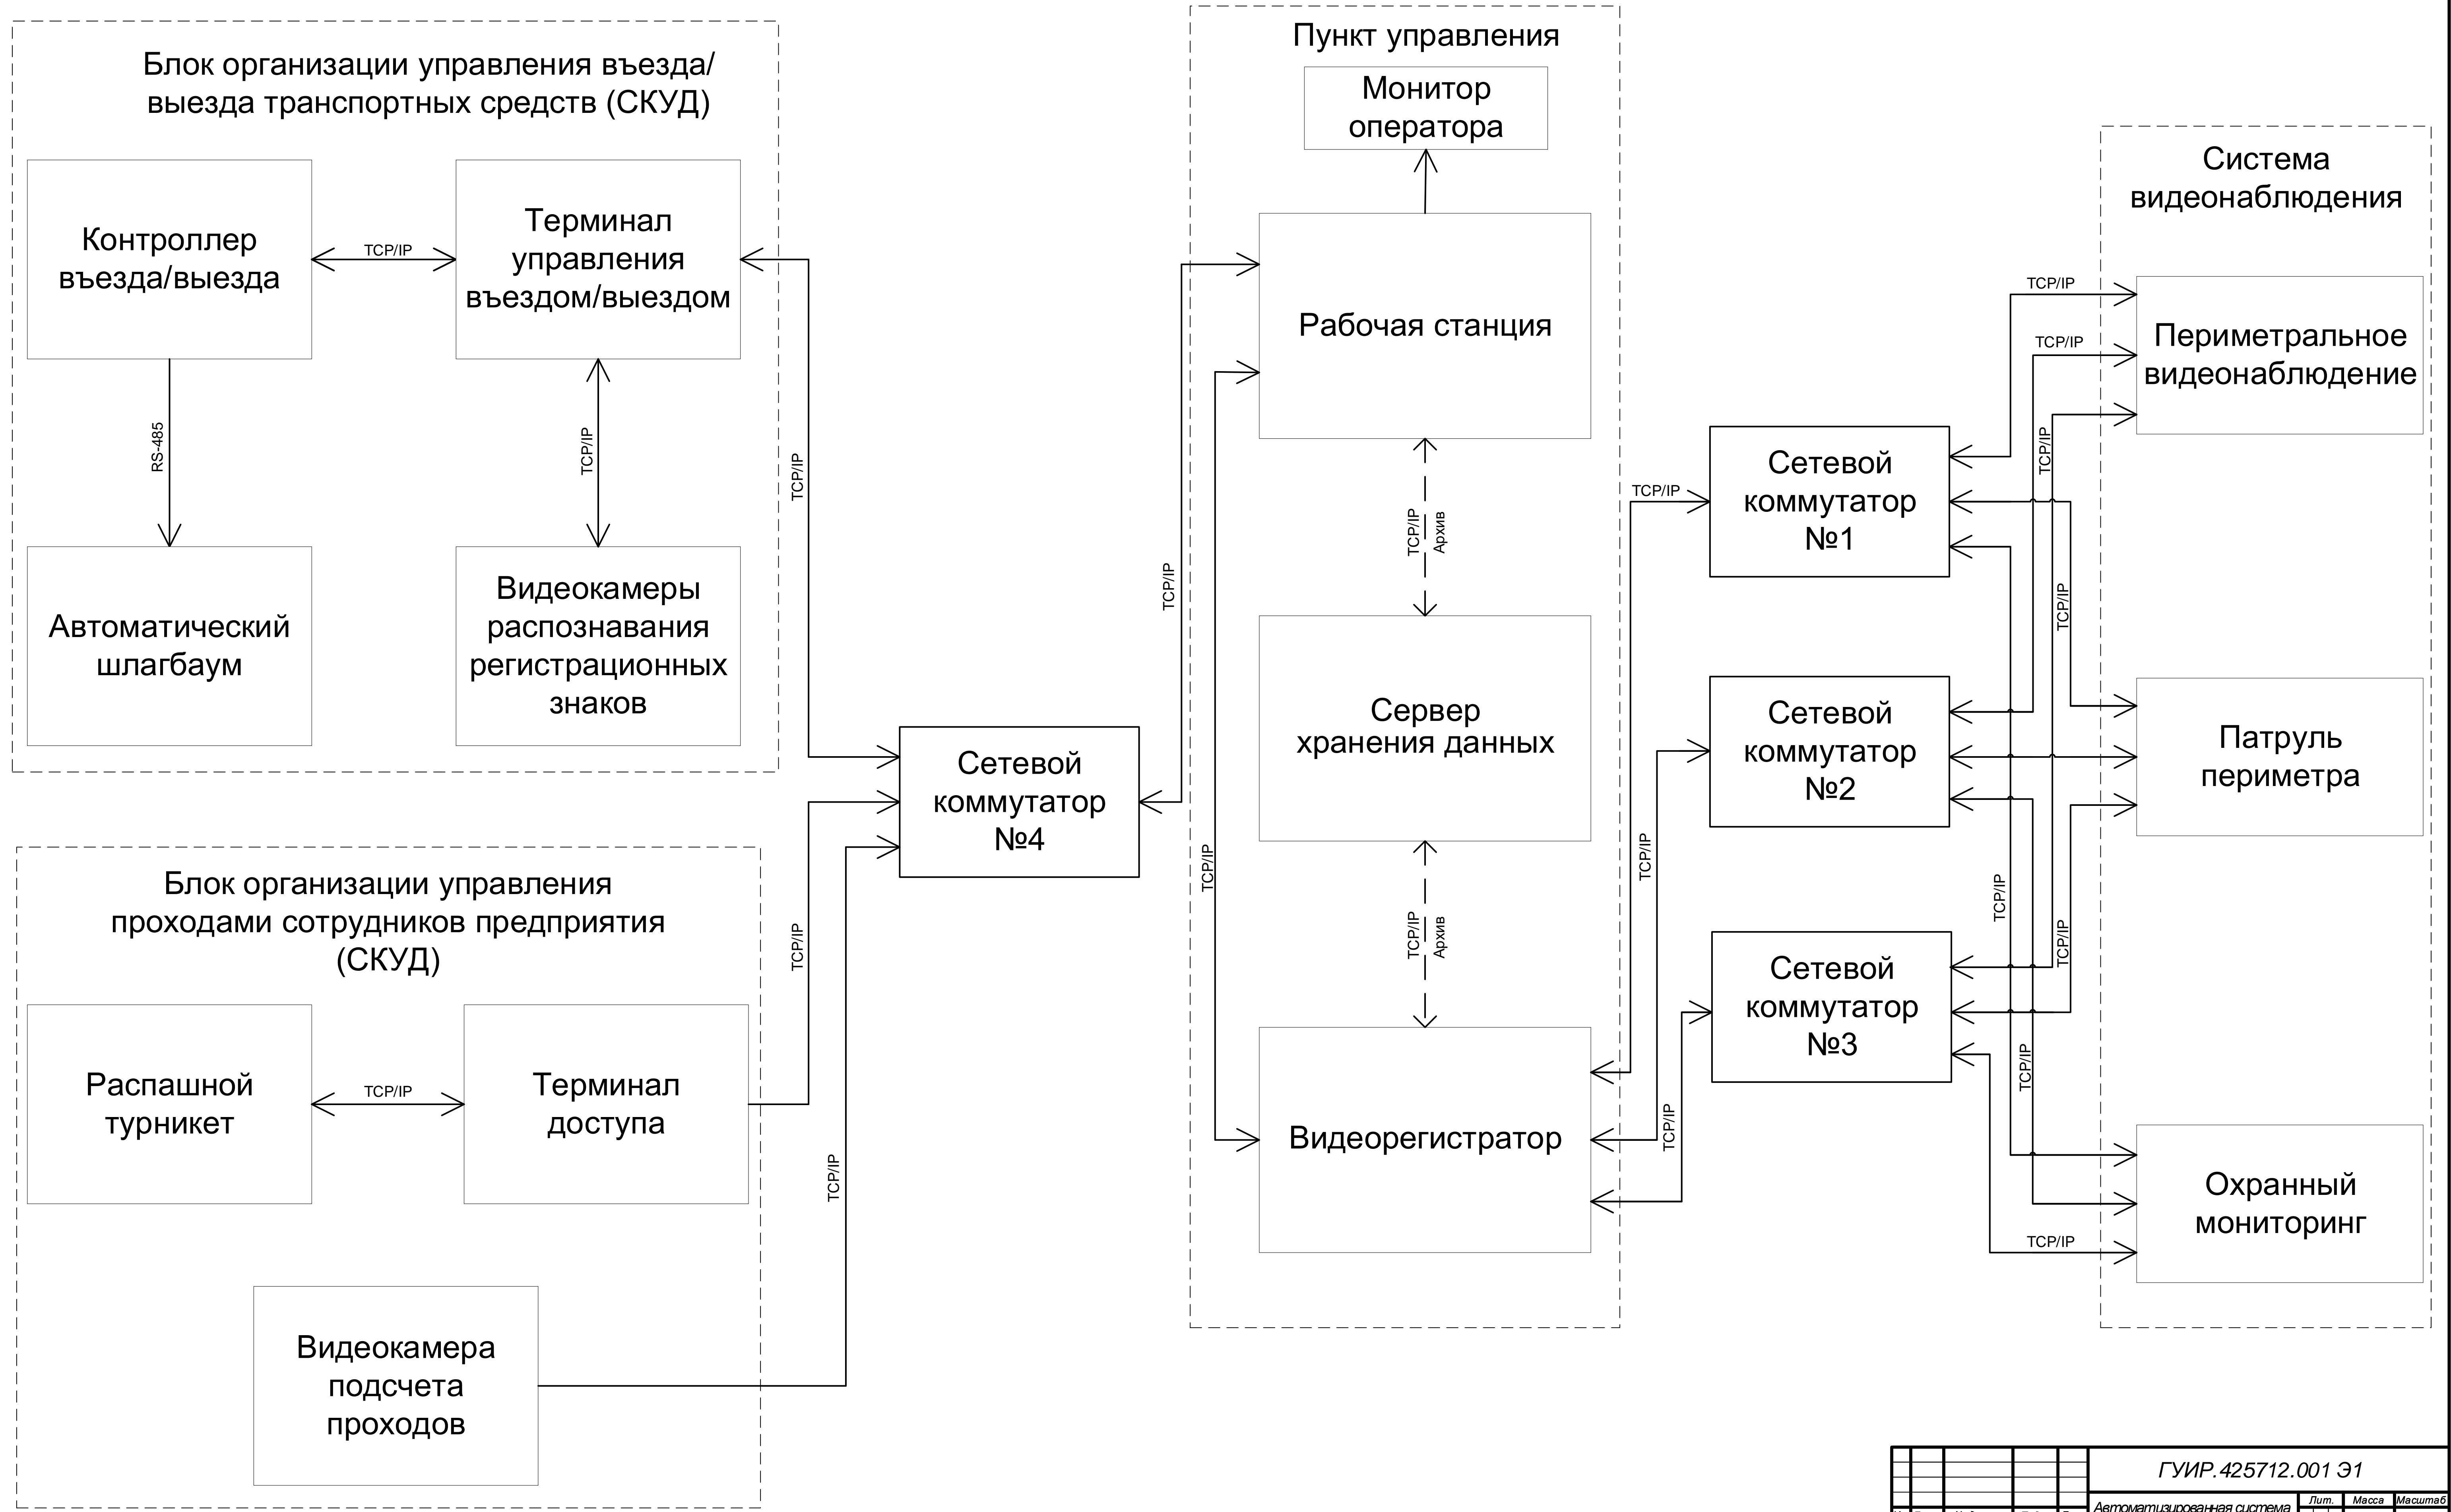 Блок организации управления въезда/
выезда транспортных средств (СКУД)
Контроллер
въезда/выезда
TCP/IP
Терминал
управления
въездом/выездом
RS-485
TCP/IP
Автоматический
шлагбаум
Видеокамеры
распознавания
регистрационных
знаков
TCP/IP
Блок организации управления
проходами сотрудников предприятия
(СКУД)
Распашной
турникет
TCP/IP
Терминал
доступа
Видеокамера
подсчета
проходов
TCP/IP
TCP/IP
Сетевой
коммутатор
№4
TCP/IP
Пункт управления
Монитор
оператора
Рабочая станция
TCP/IP
Архив
Сервер
хранения данных
TCP/IP
TCP/IP
Архив
Видеорегистратор
TCP/IP
TCP/IP
TCP/IP
Сетевой
коммутатор
№1
Сетевой
коммутатор
№2
Сетевой
коммутатор
№3
TCP/IP
TCP/IP
TCP/IP
TCP/IP
TCP/IP
TCP/IP
TCP/IP
TCP/IP
Система
видеонаблюдения
Периметральное
видеонаблюдение
Патруль
периметра
Охранный
мониторинг
ГУИР.425712.001 Э1
Автоматизированная система
Лит.
Масса
Масштаб